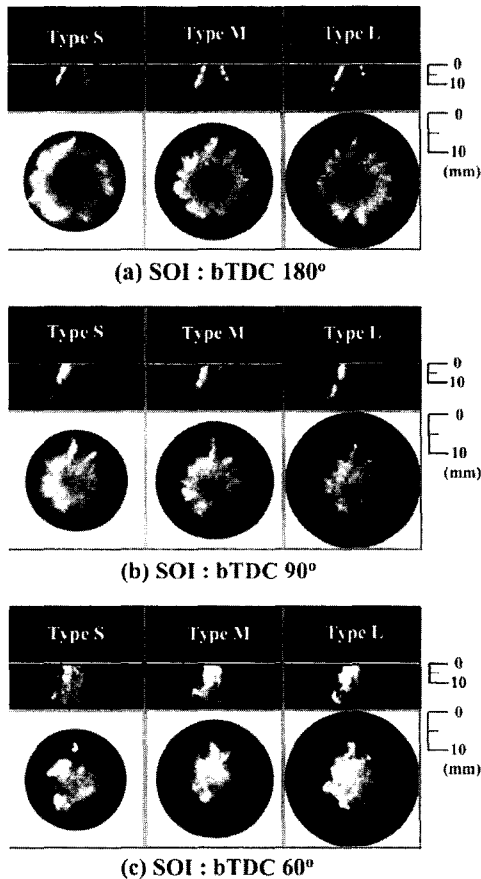 Type S Type M Type L
0
10
0
10
(mm)
(a) SOI : bTDC 180°
Type S Type M Type L
0
10
0
10
(mm)
(b) SOI : bTDC 90°
Type S Type M Type L
0
10
0
10
(mm)
(c) SOI : bTDC 60°